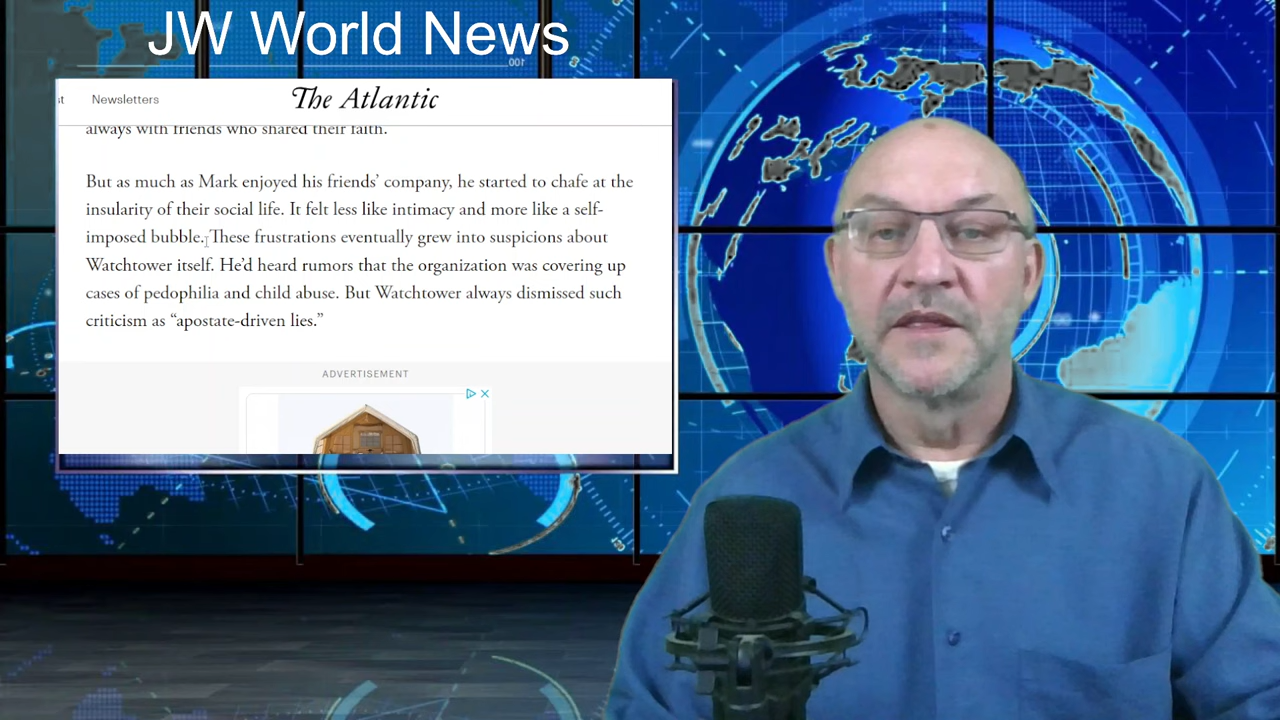 JW World News
Newsletters
The Atlantic
always with friends who shared their faith.
But as much as Mark enjoyed his friends’ company, he started to chafe at the
insularity of their social life. It felt less like intimacy and more like a self-
imposed bubble. These frustrations eventually grew into suspicions about
Watchtower itself. He’d heard rumors that the organization was covering up
cases of pedophilia and child abuse. But Watchtower always dismissed such
criticism as “apostate-driven lies.”
ADVERTISEMENT